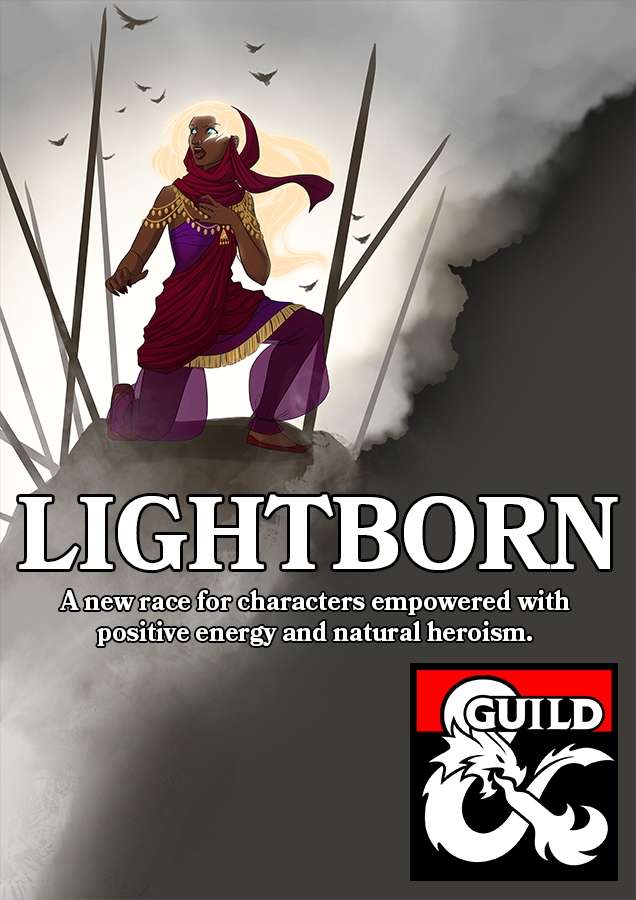 LIGHTBORN
A new race for characters empowered with
positive energy and natural heroism.
GUILD